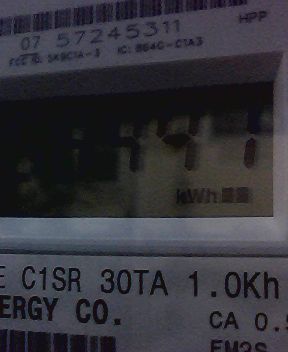 07 57245311
HPP
FCC ID: SK9C1A-3 IC: 864G-C1A3
kWh
E C1SR 30TA 1.0Kh
ERGY CO.
CA 0.5
EM2S